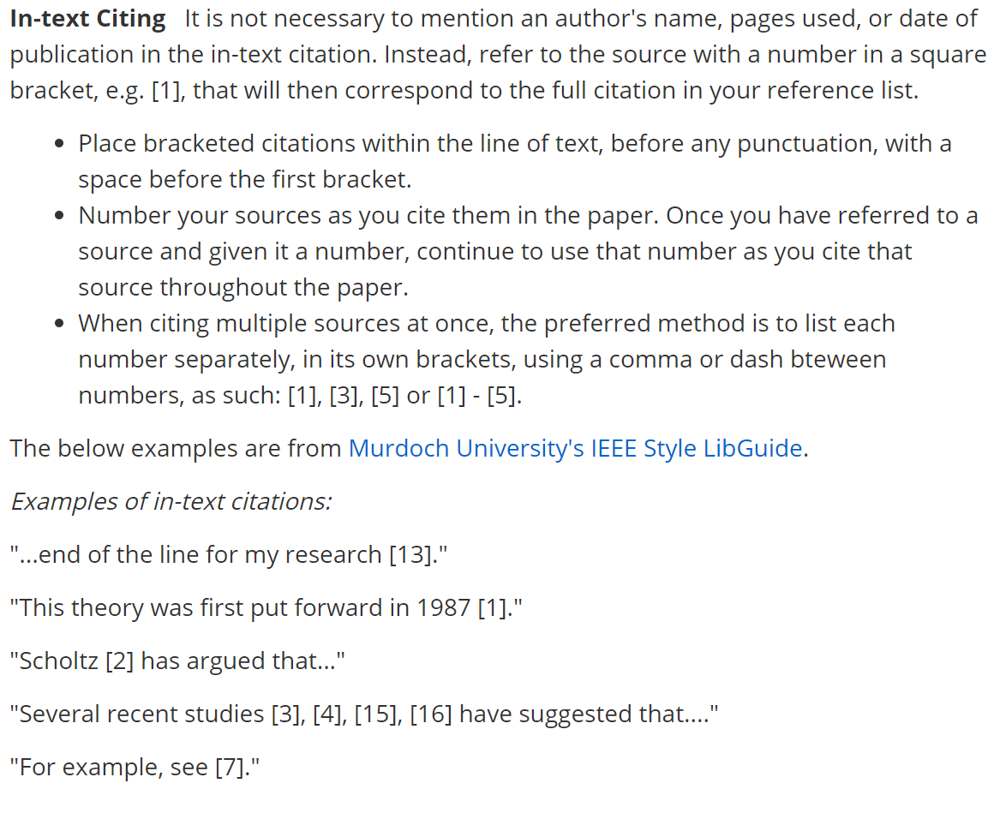 In-text Citing It is not necessary to mention an author's name, pages used, or date of
publication in the in-text citation. Instead, refer to the source with a number in a square
bracket, e.g. [1], that will then correspond to the full citation in your reference list.
• Place bracketed citations within the line of text, before any punctuation, with a
space before the first bracket.
• Number your sources as you cite them in the paper. Once you have referred to a
source and given it a number, continue to use that number as you cite that
source throughout the paper.
• When citing multiple sources at once, the preferred method is to list each
number separately, in its own brackets, using a comma or dash bteween
numbers, as such: [1], [3], [5] or [1] - [5].
The below examples are from Murdoch University's IEEE Style LibGuide.
Examples of in-text citations:
"...end of the line for my research [13]."
"This theory was first put forward in 1987 [1]."
"Scholtz [2] has argued that..."
"Several recent studies [3], [4], [15], [16] have suggested that...."
"For example, see [7]."